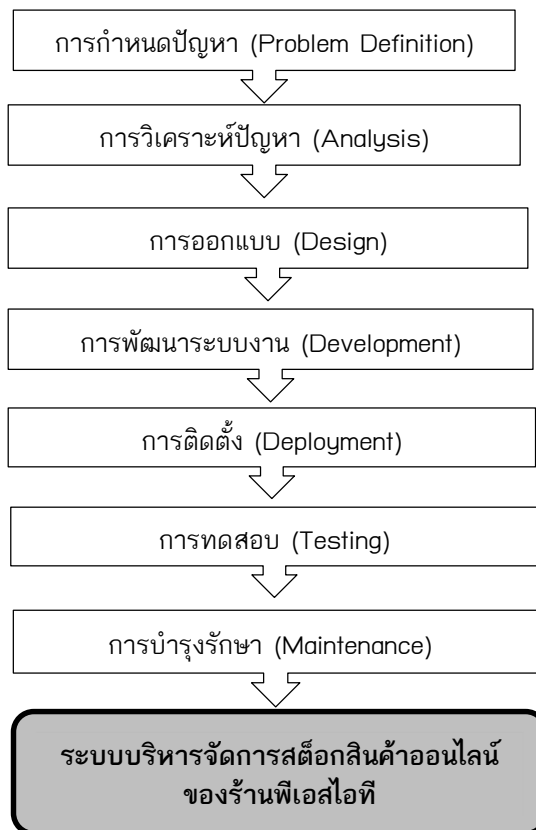 การกำหนดปัญหา (Problem Definition)
การวิเคราะห์ปัญหา (Analysis)
การออกแบบ (Design)
การพัฒนาระบบงาน (Development)
การติดตั้ง (Deployment)
การทดสอบ (Testing)
การบำรุงรักษา (Maintenance)
ระบบบริหารจัดการสต็อกสินค้าออนไลน์
ของร้านพีเอสไอที